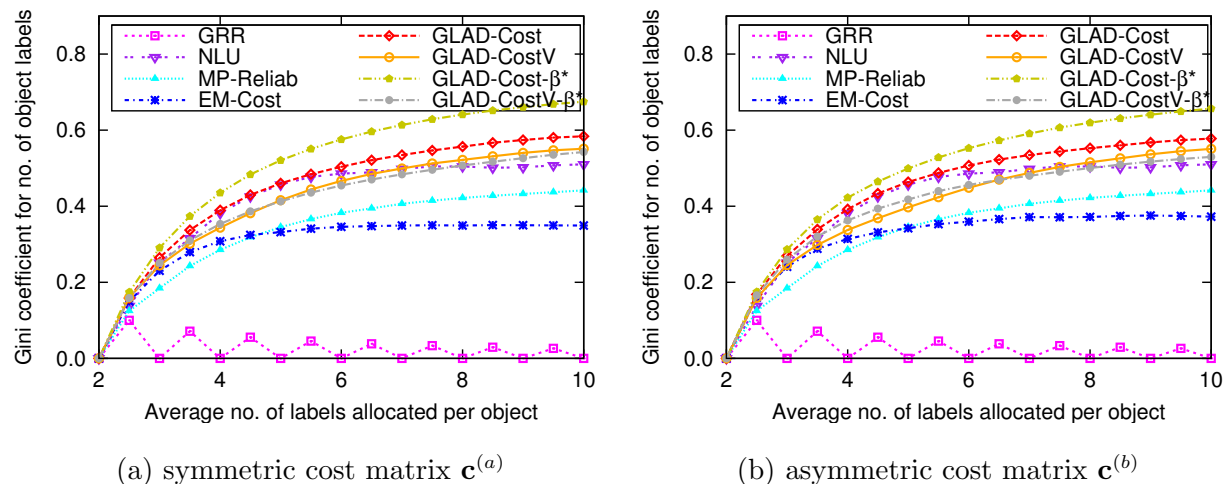 Gini coefficient for no. of object labels
0.8
0.6
0.4
0.2
0.0
GRR
NLU
MP-Reliab
EM-Cost
GLAD-Cost
GLAD-CostV
GLAD-Cost-β*
GLAD-CostV-β*
2 4 6 8 10
Average no. of labels allocated per object
(a) symmetric cost matrix c(a)
Gini coefficient for no. of object labels
0.8
0.6
0.4
0.2
0.0
GRR
NLU
MP-Reliab
EM-Cost
GLAD-Cost
GLAD-CostV
GLAD-Cost-β*
GLAD-CostV-β*
2 4 6 8 10
Average no. of labels allocated per object
(b) asymmetric cost matrix c(b)